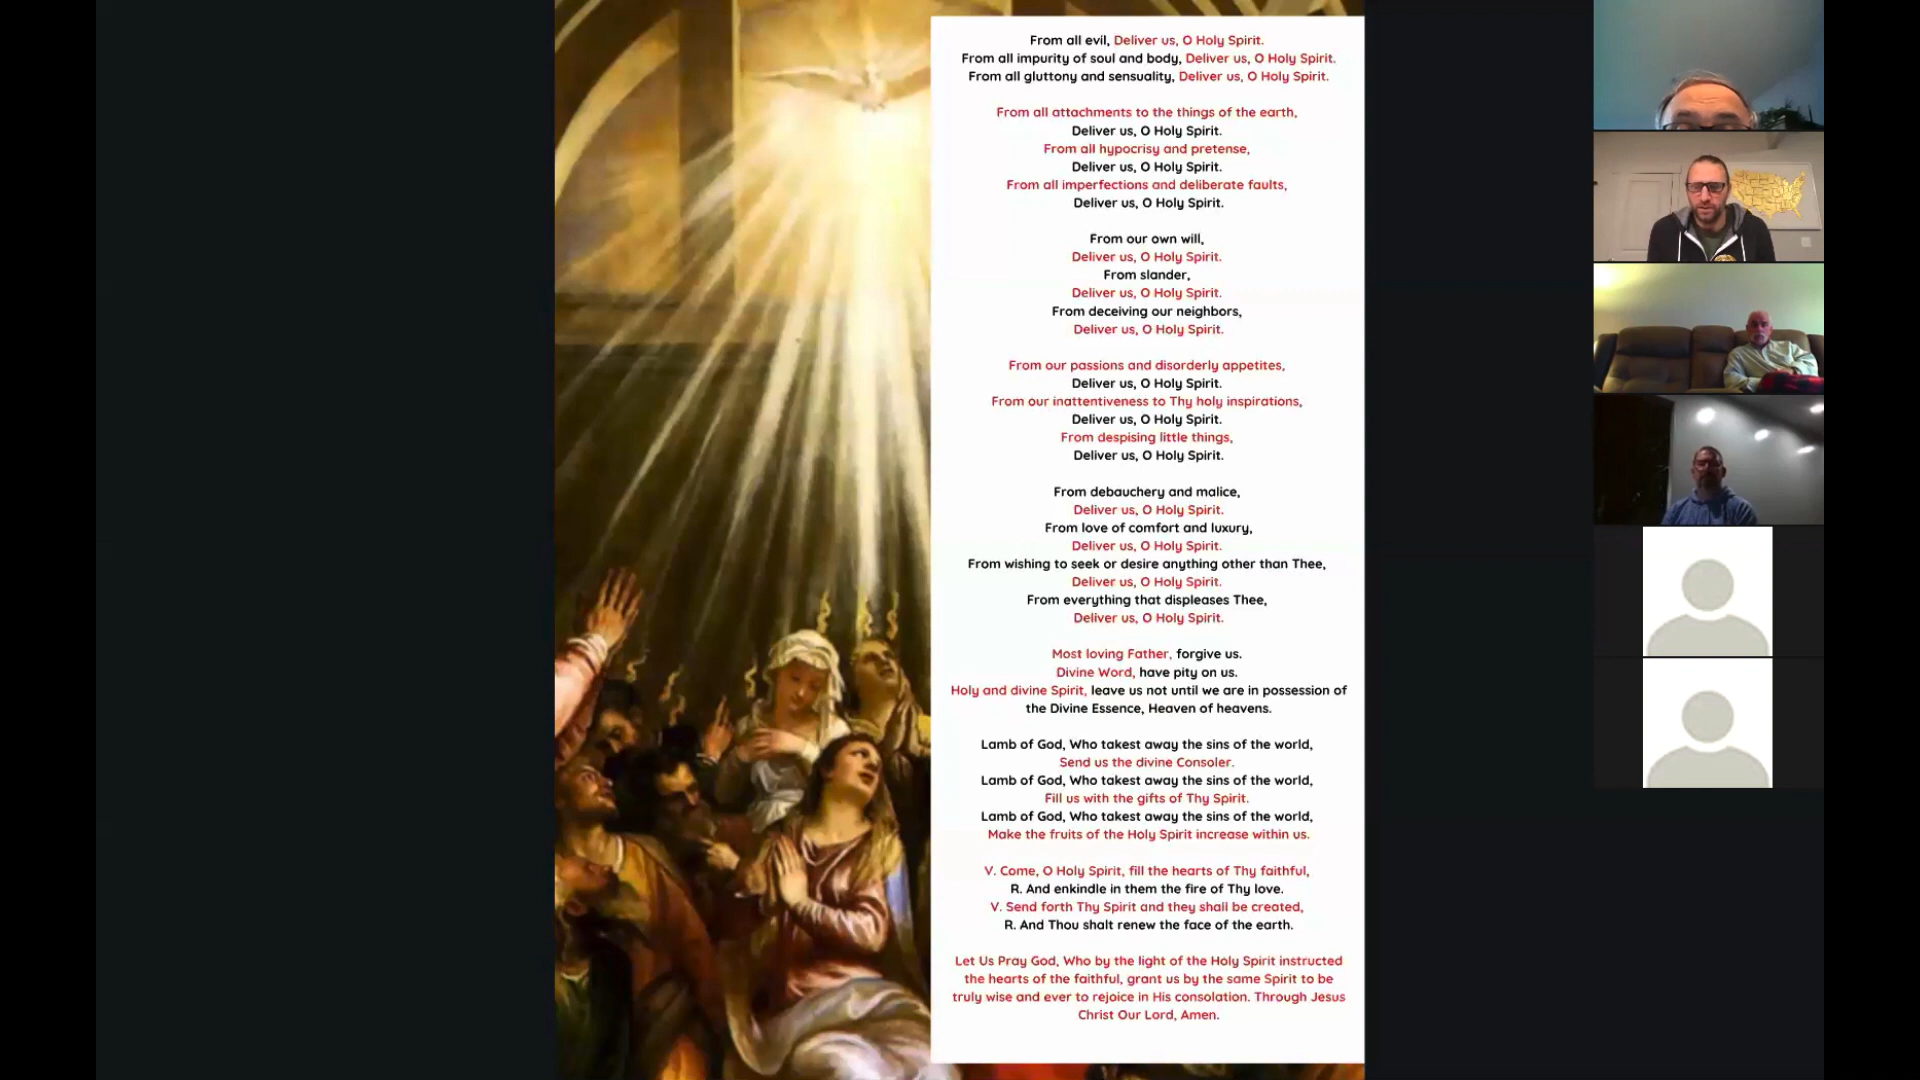 From all evil, Deliver us, O Holy Spirit.
From all impurity of soul and body, Deliver us, O Holy Spirit.
From all gluttony and sensuality, Deliver us, O Holy Spirit.
From all attachments to the things of the earth,
Deliver us, O Holy Spirit.
From all hypocrisy and pretense,
Deliver us, O Holy Spirit.
From all imperfections and deliberate faults,
Deliver us, O Holy Spirit.
From our own will,
Deliver us, O Holy Spirit.
From slander,
Deliver us, O Holy Spirit.
From deceiving our neighbors,
Deliver us, O Holy Spirit.
From our passions and disorderly appetites,
Deliver us, O Holy Spirit.
From our inattentiveness to Thy holy inspirations,
Deliver us, O Holy Spirit.
From despising little things,
Deliver us, O Holy Spirit.
From debauchery and malice,
Deliver us, O Holy Spirit.
From love of comfort and luxury,
Deliver us, O Holy Spirit.
From wishing to seek or desire anything other than Thee,
Deliver us, O Holy Spirit.
From everything that displeases Thee,
Deliver us, O Holy Spirit.
Most loving Father, forgive us.
Divine Word, have pity on us.
Holy and divine Spirit, leave us not until we are in possession of
the Divine Essence, Heaven of heavens.
Lamb of God, Who takest away the sins of the world,
Send us the divine Consoler.
Lamb of God, Who takest away the sins of the world,
Fill us with the gifts of Thy Spirit.
Lamb of God, Who takest away the sins of the world,
Make the fruits of the Holy Spirit increase within us.
V. Come, O Holy Spirit, fill the hearts of Thy faithful,
R. And enkindle in them the fire of Thy love.
V. Send forth Thy Spirit and they shall be created,
R. And Thou shalt renew the face of the earth.
Let Us Pray God, Who by the light of the Holy Spirit instructed
the hearts of the faithful, grant us by the same Spirit to be
truly wise and ever to rejoice in His consolation. Through Jesus
Christ Our Lord, Amen.